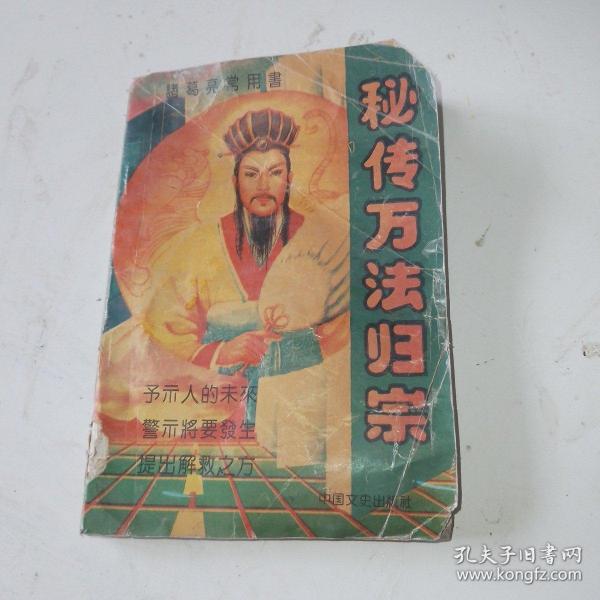 諸葛亮常用書
秘传万法归宗
予示人的未來
警示將要發生
提出解救之方
中国文史出版社
孔夫子旧书网
www.kongfz.com